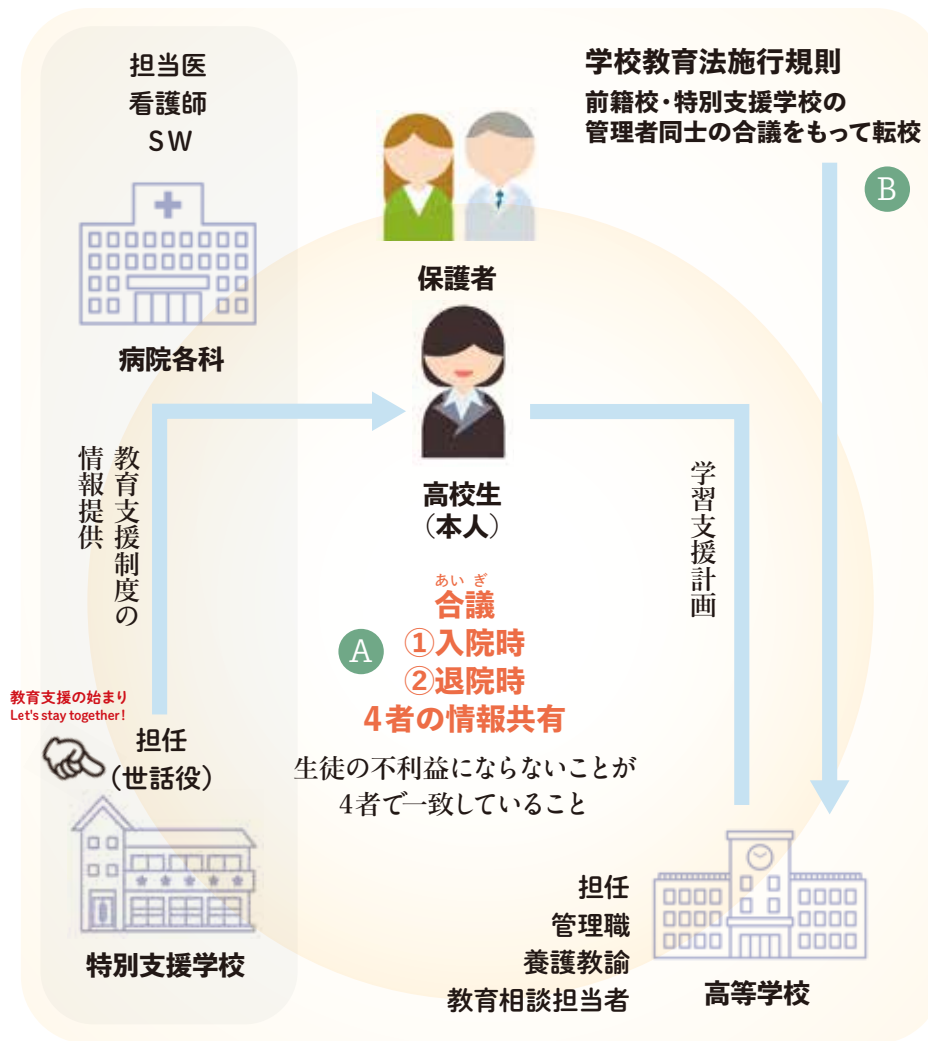 担当医
看護師
SW
病院各科
学校教育法施行規則
前籍校・特別支援学校の
管理者同士の合議をもって転校
B
保護者
高校生
(本人)
教育支援制度の
情報提供
学習支援計画
あいぎ
合議
A
①入院時
②退院時
4者の情報共有
生徒の不利益にならないことが
4者で一致していること
教育支援の始まり
Let's stay together!
担任
(世話役)
特別支援学校
担任
管理職
養護教諭
教育相談担当者
高等学校